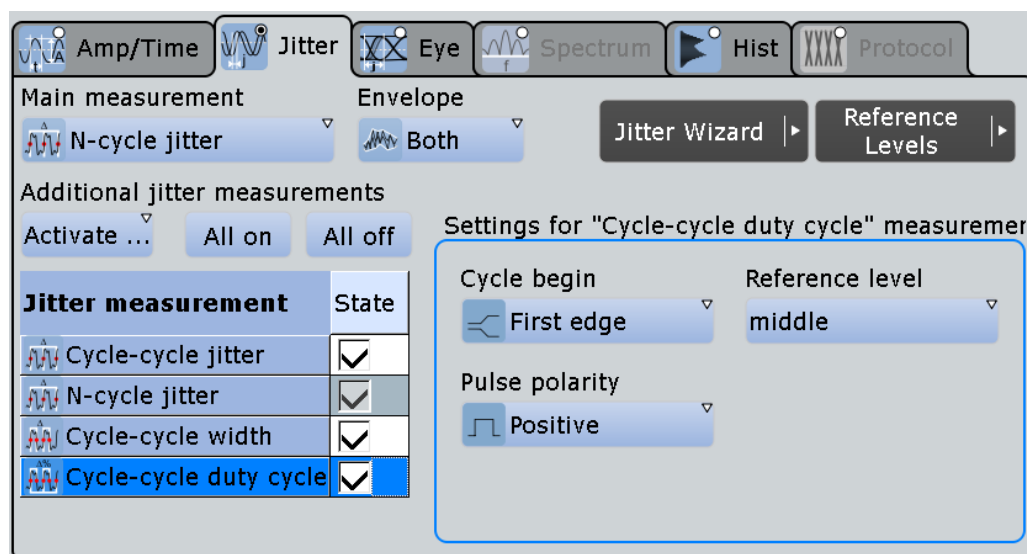 Amp/Time Jitter Eye Spectrum Hist Protocol
Main measurement Envelope
N-cycle jitter Both Jitter Wizard Reference Levels
Additional jitter measurements
Activate ... All on All off
Settings for "Cycle-cycle duty cycle" measuremen
Jitter measurement State
Cycle-cycle jitter
N-cycle jitter
Cycle-cycle width
Cycle-cycle duty cycle
Cycle begin Reference level
First edge middle
Pulse polarity
Positive